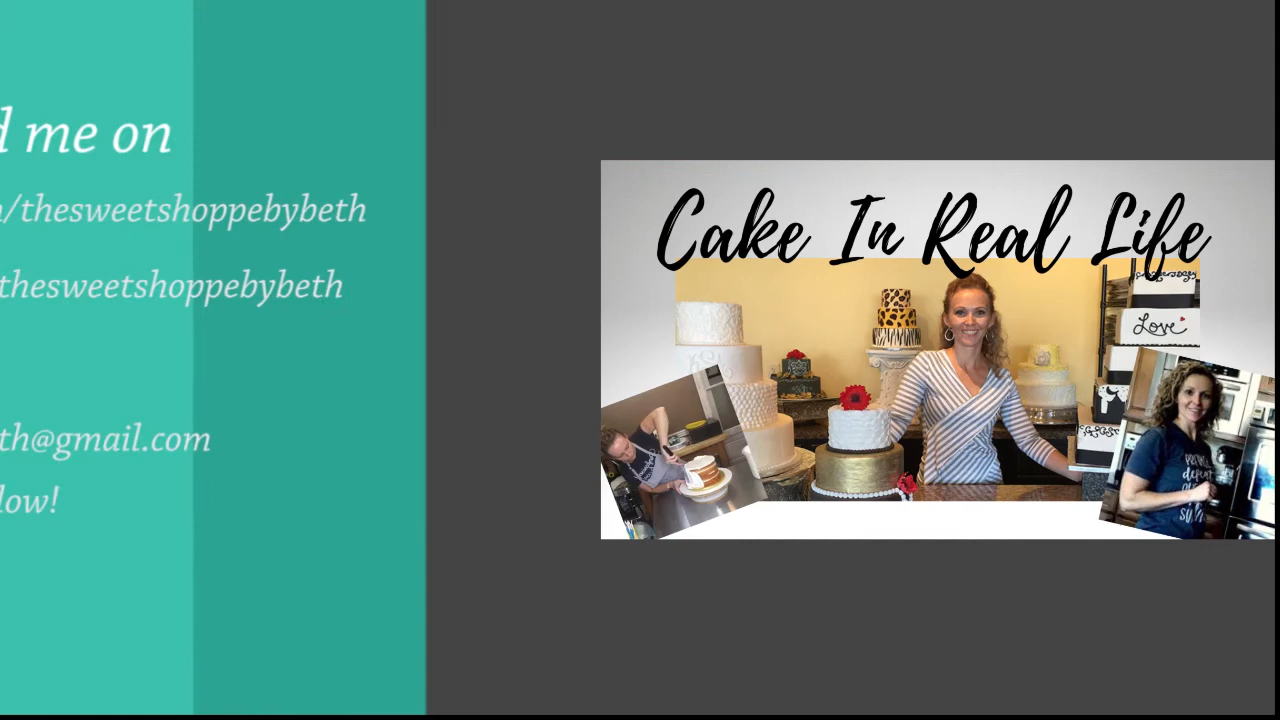 d me on
/thesweetshoppebybeth
thesweetshoppebybeth
th@gmail.com
low!
Cake In Real Life
Love